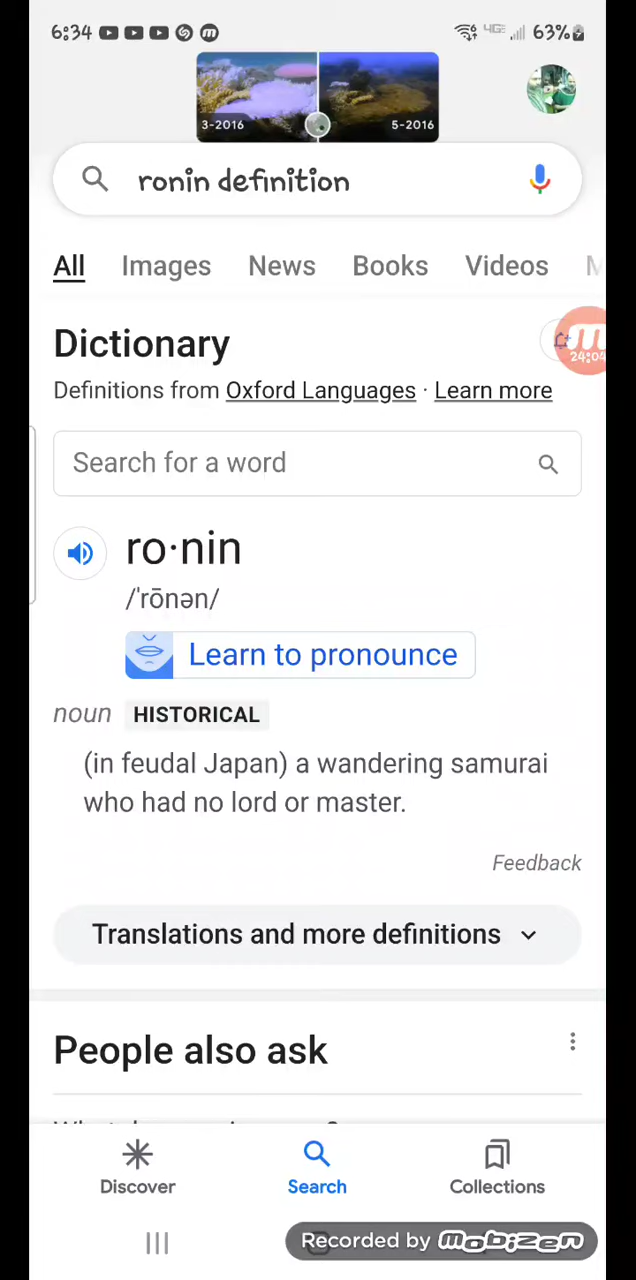 6:34 4GE 63%
3-2016 5-2016
ronin definition
All Images News Books Videos M
Dictionary
24:04
Definitions from Oxford Languages · Learn more
Search for a word
ro·nin
/ˈrōnən/
Learn to pronounce
noun HISTORICAL
(in feudal Japan) a wandering samurai
who had no lord or master.
Feedback
Translations and more definitions
People also ask
Discover Search Collections
Recorded by mobizen